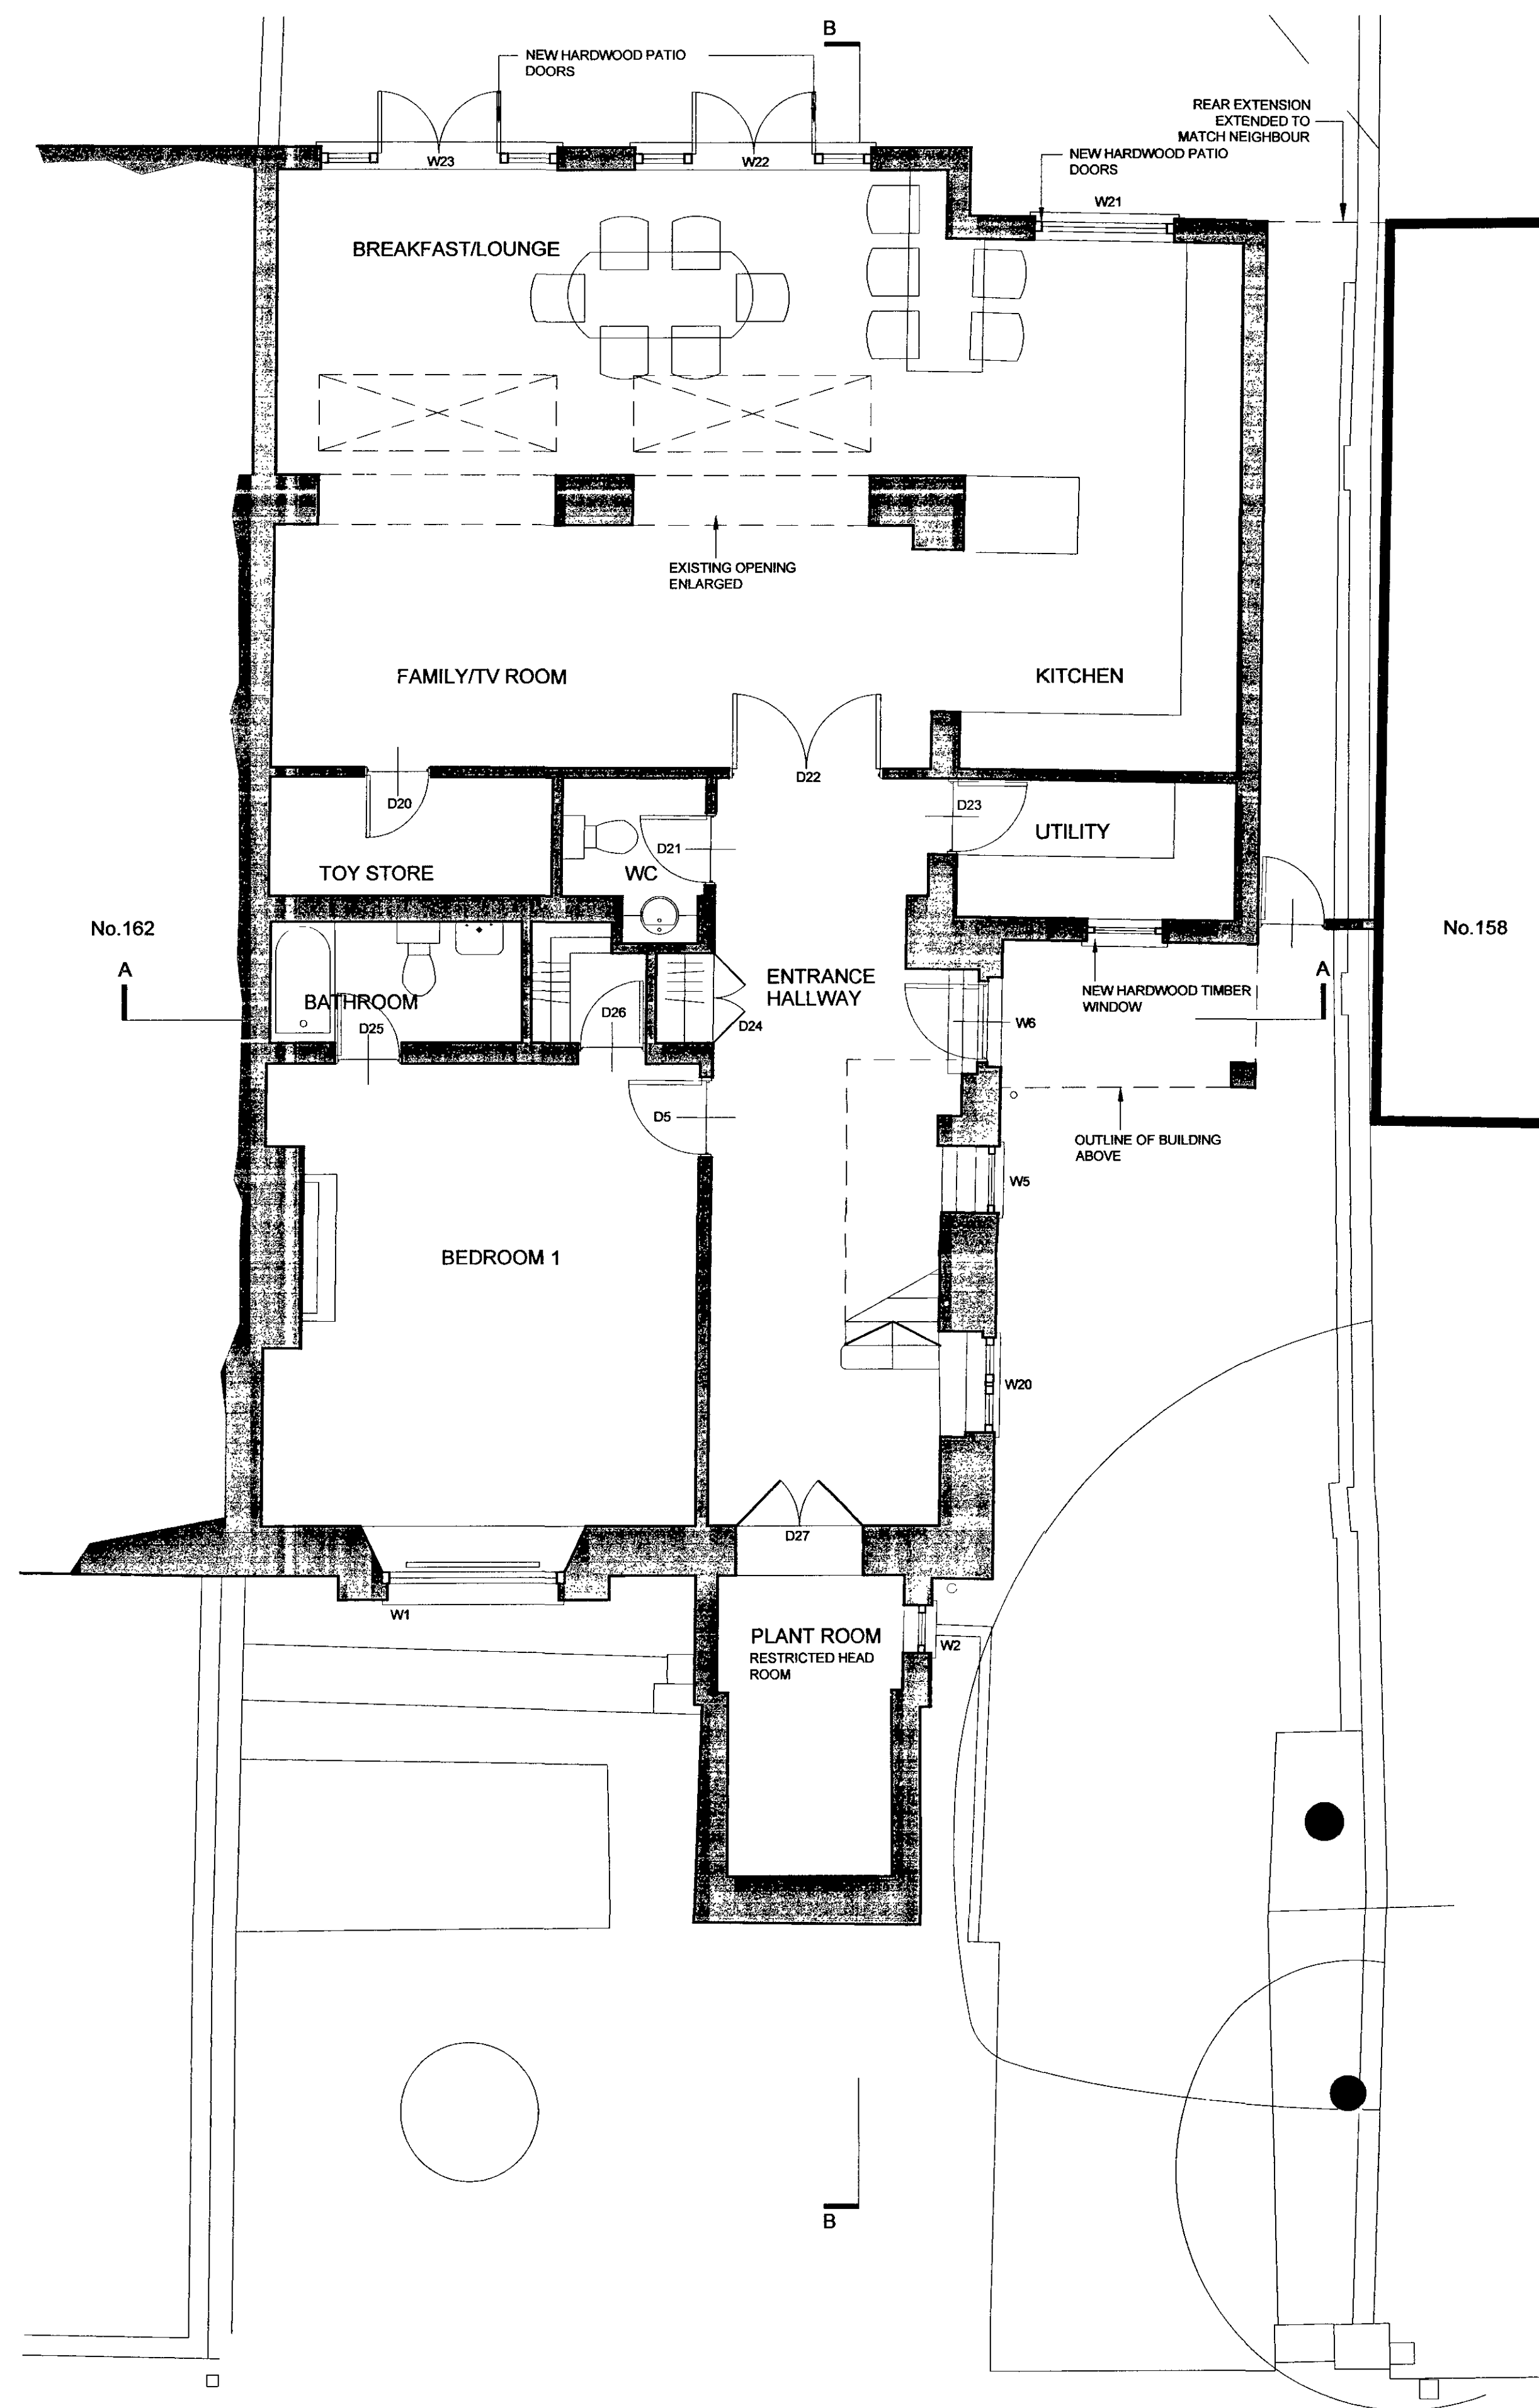 B
NEW HARDWOOD PATIO
DOORS
REAR EXTENSION
EXTENDED TO
MATCH NEIGHBOUR
NEW HARDWOOD PATIO
DOORS
W23
W22
W21
BREAKFAST/LOUNGE
EXISTING OPENING
ENLARGED
FAMILY/TV ROOM
KITCHEN
D22
D20
D23
UTILITY
D21
TOY STORE
WC
No.162
No.158
A
A
ENTRANCE
HALLWAY
NEW HARDWOOD TIMBER
WINDOW
BATHROOM
D26
D25
D24
W6
D5
OUTLINE OF BUILDING
ABOVE
W5
BEDROOM 1
W20
D27
W1
PLANT ROOM
RESTRICTED HEAD
ROOM
W2
B